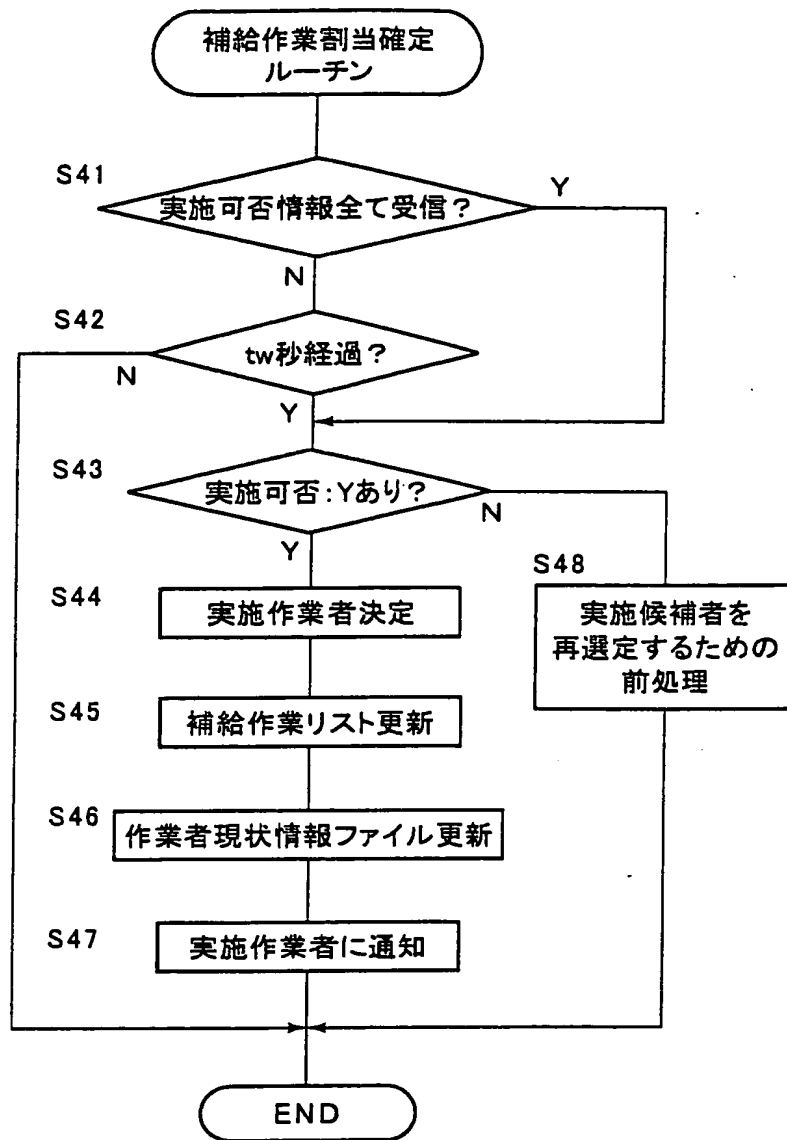 補給作業割当確定
ルーチン
S41
実施可否情報全て受信？
Y
N
S42
tw秒経過？
N
Y
S43
実施可否：Yあり？
N
Y
S44
実施作業者決定
S48
実施候補者を
再選定するための
前処理
S45
補給作業リスト更新
S46
作業者現状情報ファイル更新
S47
実施作業者に通知
END